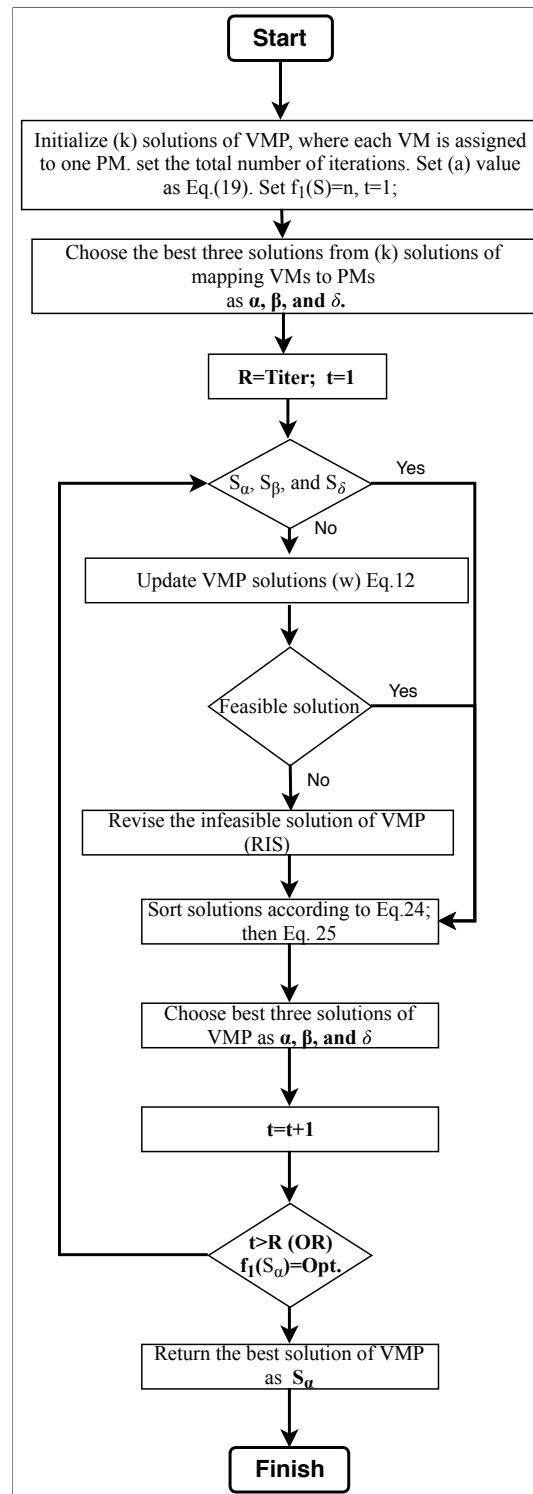 Start
Initialize (k) solutions of VMP, where each VM is assigned
to one PM. set the total number of iterations. Set (a) value
as Eq.(19). Set f₁(S)=n, t=1;
Choose the best three solutions from (k) solutions of
mapping VMs to PMs
as α, β, and δ.
R=Titer; t=1
Sα, Sβ, and Sδ
Yes
No
Update VMP solutions (w) Eq.12
Feasible solution
Yes
No
Revise the infeasible solution of VMP
(RIS)
Sort solutions according to Eq.24;
then Eq. 25
Choose best three solutions of
VMP as α, β, and δ
t=t+1
t>R (OR)
f₁(Sα)=Opt.
Return the best solution of VMP
as Sα
Finish